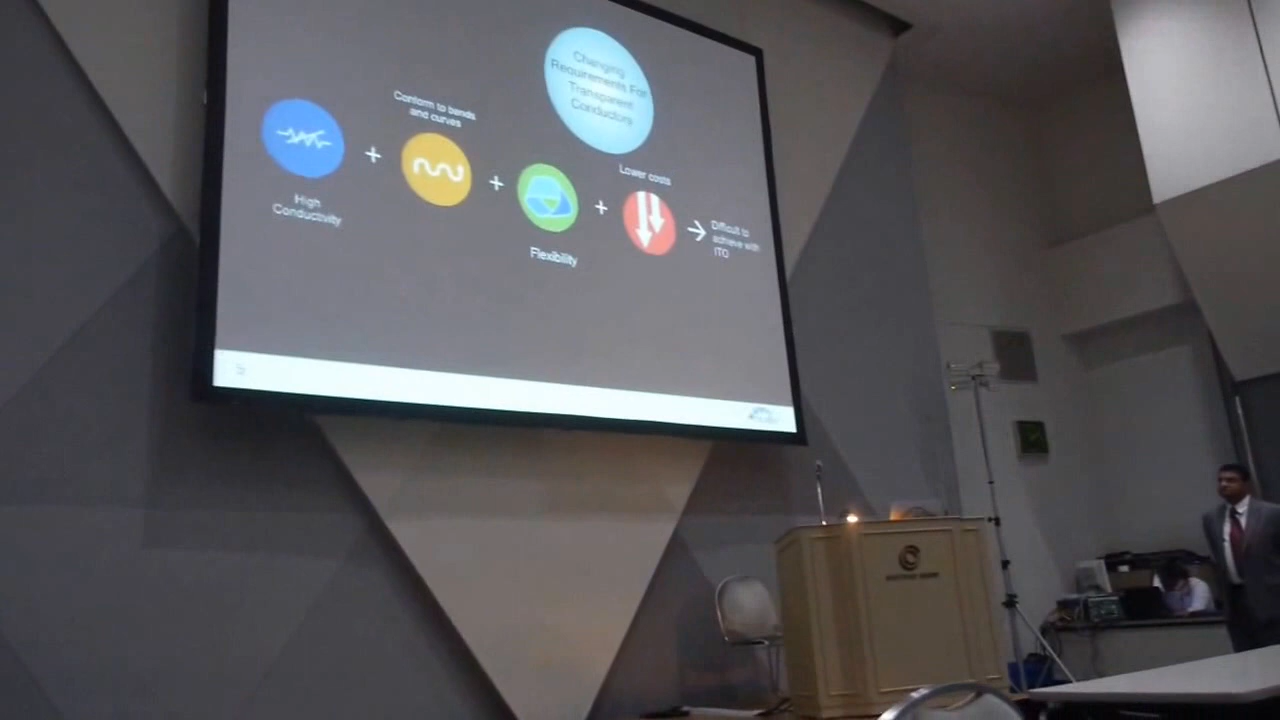 Changing
Requirements For
Transparent
Conductors
Conform to bends
and curves
+
+
+
High
Conductivity
Flexibility
Lower costs
Difficult to
achieve with
ITO
5